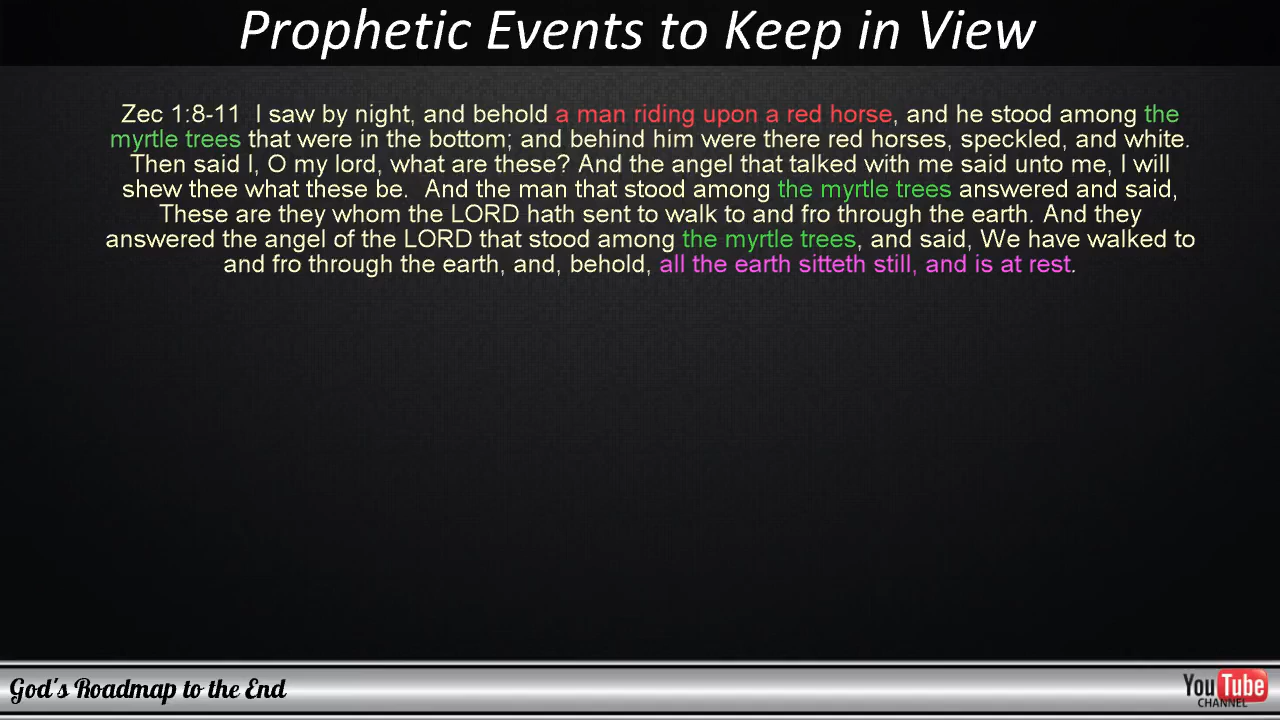 Prophetic Events to Keep in View
Zec 1:8-11  I saw by night, and behold a man riding upon a red horse, and he stood among the
myrtle trees that were in the bottom; and behind him were there red horses, speckled, and white.
Then said I, O my lord, what are these? And the angel that talked with me said unto me, I will
shew thee what these be.  And the man that stood among the myrtle trees answered and said,
These are they whom the LORD hath sent to walk to and fro through the earth. And they
answered the angel of the LORD that stood among the myrtle trees, and said, We have walked to
and fro through the earth, and, behold, all the earth sitteth still, and is at rest.
God's Roadmap to the End
YouTube
CHANNEL